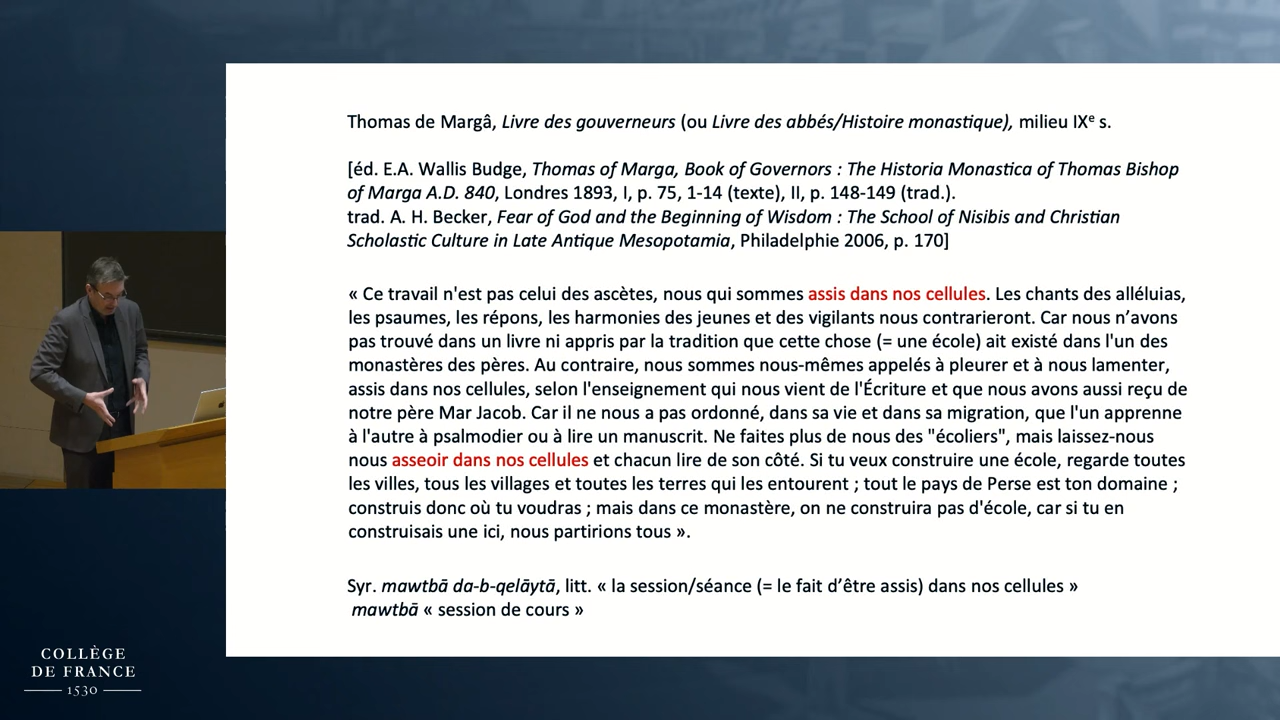 Thomas de Margâ, Livre des gouverneurs (ou Livre des abbés/Histoire monastique), milieu IXe s.
[éd. E.A. Wallis Budge, Thomas of Marga, Book of Governors : The Historia Monastica of Thomas Bishop
of Marga A.D. 840, Londres 1893, I, p. 75, 1-14 (texte), II, p. 148-149 (trad.).
trad. A. H. Becker, Fear of God and the Beginning of Wisdom : The School of Nisibis and Christian
Scholastic Culture in Late Antique Mesopotamia, Philadelphie 2006, p. 170]
« Ce travail n'est pas celui des ascètes, nous qui sommes assis dans nos cellules. Les chants des alléluias,
les psaumes, les répons, les harmonies des jeunes et des vigilants nous contrarieront. Car nous n’avons
pas trouvé dans un livre ni appris par la tradition que cette chose (= une école) ait existé dans l'un des
monastères des pères. Au contraire, nous sommes nous-mêmes appelés à pleurer et à nous lamenter,
assis dans nos cellules, selon l'enseignement qui nous vient de l'Écriture et que nous avons aussi reçu de
notre père Mar Jacob. Car il ne nous a pas ordonné, dans sa vie et dans sa migration, que l'un apprenne
à l'autre à psalmodier ou à lire un manuscrit. Ne faites plus de nous des "écoliers", mais laissez-nous
nous asseoir dans nos cellules et chacun lire de son côté. Si tu veux construire une école, regarde toutes
les villes, tous les villages et toutes les terres qui les entourent ; tout le pays de Perse est ton domaine ;
construis donc où tu voudras ; mais dans ce monastère, on ne construira pas d'école, car si tu en
construisais une ici, nous partirions tous ».
Syr. mawtbā da-b-qelāytā, litt. « la session/séance (= le fait d’être assis) dans nos cellules »
mawtbā « session de cours »
COLLÈGE
DE FRANCE
1530